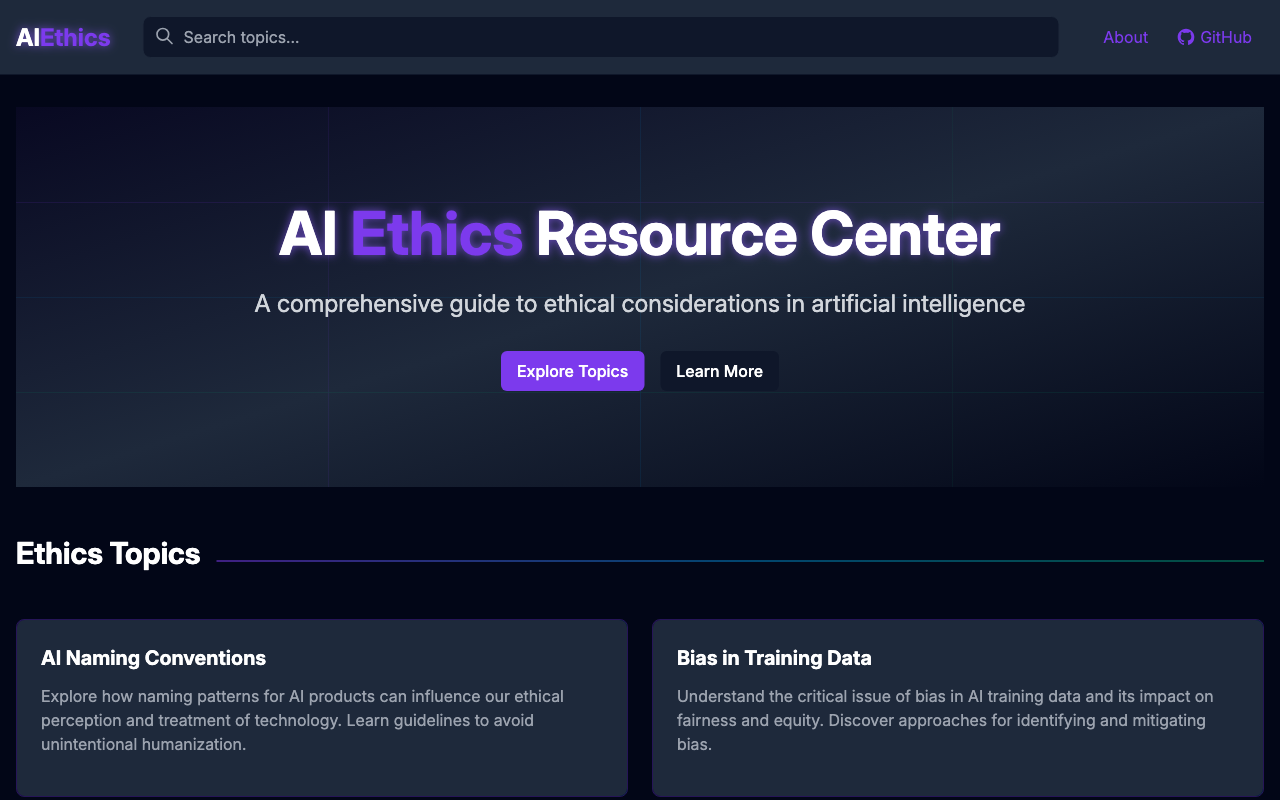 AIEthics
Search topics...
About
GitHub
AI Ethics Resource Center
A comprehensive guide to ethical considerations in artificial intelligence
Explore Topics
Learn More
Ethics Topics
AI Naming Conventions
Explore how naming patterns for AI products can influence our ethical
perception and treatment of technology. Learn guidelines to avoid
unintentional humanization.
Bias in Training Data
Understand the critical issue of bias in AI training data and its impact on
fairness and equity. Discover approaches for identifying and mitigating
bias.